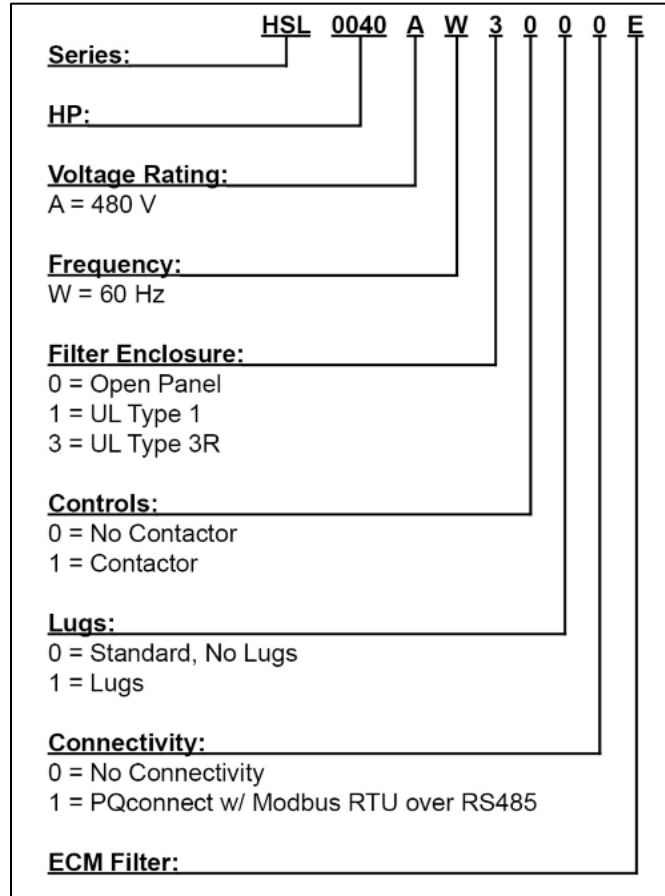 HSL 0040 A W 3 0 0 0 E
Series:
HP:
Voltage Rating:
A = 480 V
Frequency:
W = 60 Hz
Filter Enclosure:
0 = Open Panel
1 = UL Type 1
3 = UL Type 3R
Controls:
0 = No Contactor
1 = Contactor
Lugs:
0 = Standard, No Lugs
1 = Lugs
Connectivity:
0 = No Connectivity
1 = PQconnect w/ Modbus RTU over RS485
ECM Filter: